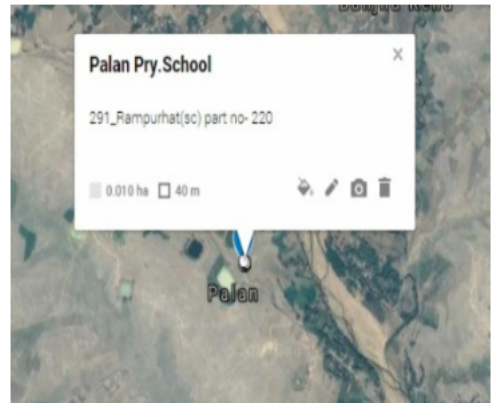 Palan Pry.School
×
291_Rampurhat(sc) part no- 220
0.010 ha 40 m
Palan